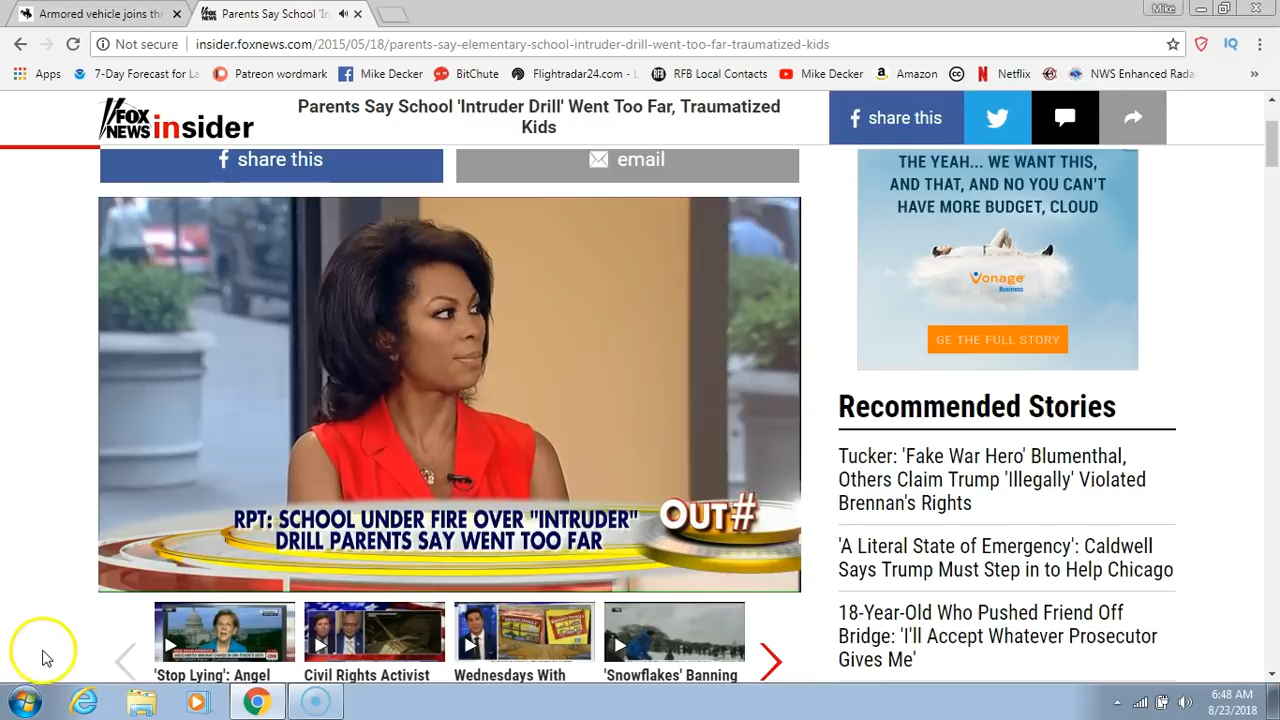 Armored vehicle joins thr
Parents Say School 'In
Mike
Not secure
insider.foxnews.com/2015/05/18/parents-say-elementary-school-intruder-drill-went-too-far-traumatized-kids
Apps
7-Day Forecast for La
Patreon wordmark
Mike Decker
BitChute
Flightradar24.com - L
RFB Local Contacts
Mike Decker
Amazon
Netflix
NWS Enhanced Rada
»
FOX
NEWS
insider
Parents Say School 'Intruder Drill' Went Too Far, Traumatized
Kids
share this
share this
email
THE YEAH... WE WANT THIS,
AND THAT, AND NO YOU CAN'T
HAVE MORE BUDGET, CLOUD
Vonage
Business
GE THE FULL STORY
RPT: SCHOOL UNDER FIRE OVER "INTRUDER"
DRILL PARENTS SAY WENT TOO FAR
OUT#
Recommended Stories
Tucker: 'Fake War Hero' Blumenthal,
Others Claim Trump 'Illegally' Violated
Brennan's Rights
'A Literal State of Emergency': Caldwell
Says Trump Must Step in to Help Chicago
18-Year-Old Who Pushed Friend Off
Bridge: 'I'll Accept Whatever Prosecutor
Gives Me'
'Stop Lying': Angel
Civil Rights Activist
Wednesdays With
'Snowflakes' Banning
6:48 AM
8/23/2018